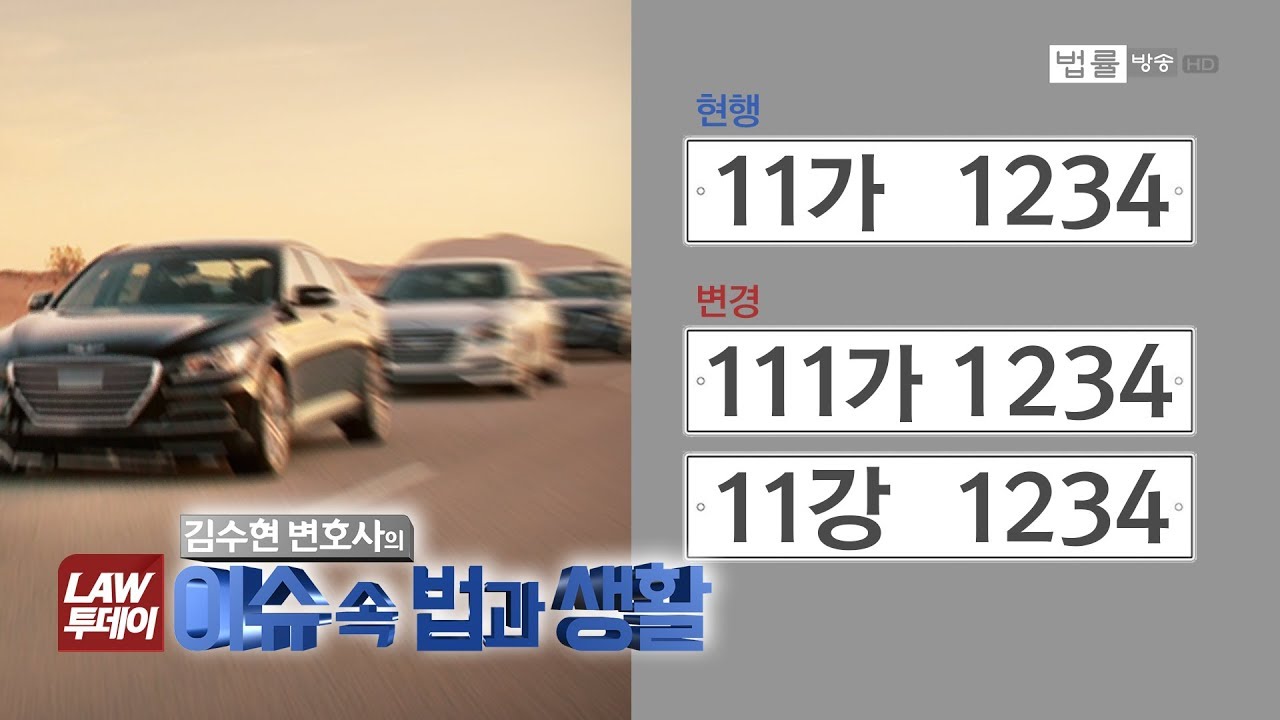 법률방송 HD
현행
11가 1234
변경
111가 1234
11강 1234
김수현 변호사의
LAW
투데이
이슈 속 법과 생활